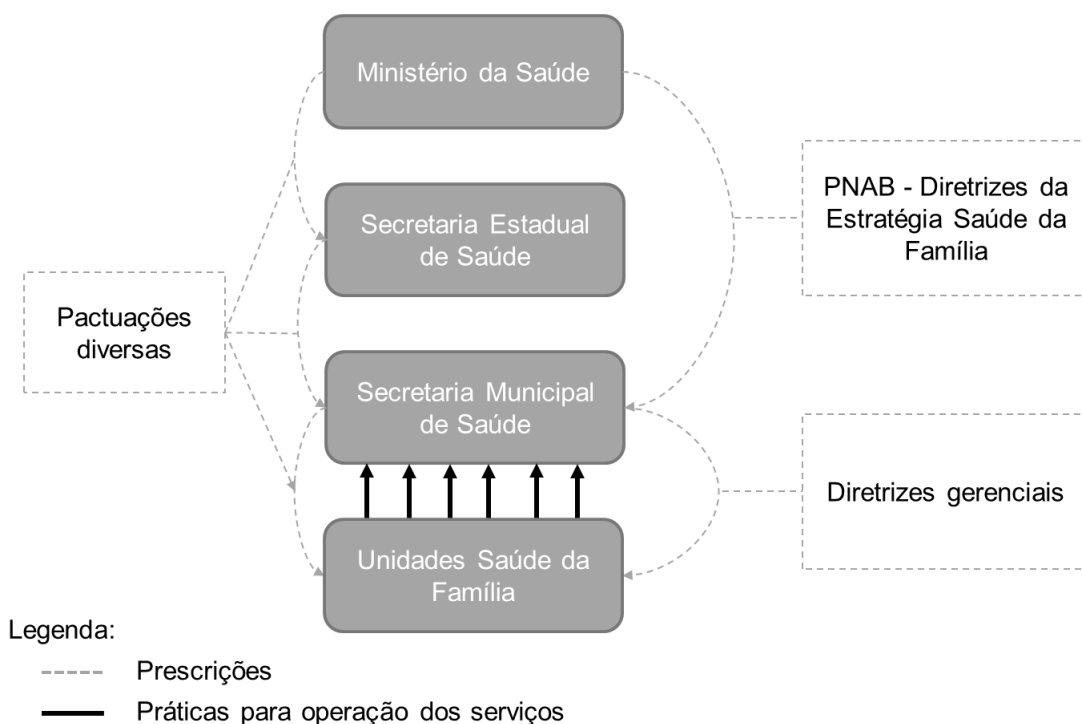 Ministério da Saúde
PNAB - Diretrizes da
Estratégia Saúde da
Família
Secretaria Estadual
de Saúde
Pactuações
diversas
Secretaria Municipal
de Saúde
Diretrizes gerenciais
Unidades Saúde da
Família
Legenda:
Prescrições
Práticas para operação dos serviços